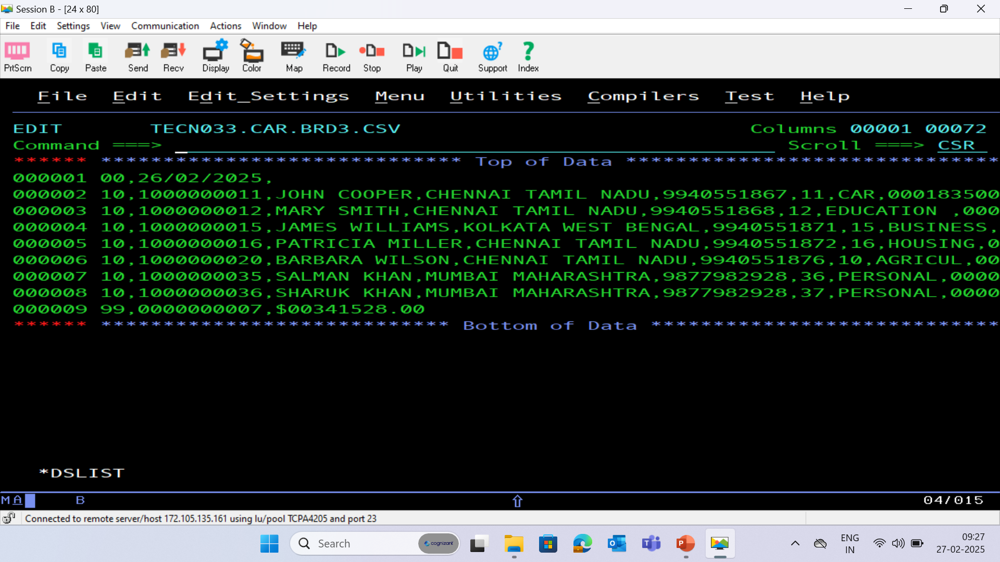 Session B - [24 x 80]
File Edit Settings View Communication Actions Window Help
PrtScrn Copy Paste Send Recv Display Color Map Record Stop Play Quit Support Index
File Edit Edit_Settings Menu Utilities Compilers Test Help
EDIT TECN033.CAR.BRD3.CSV Columns 00001 00072
Command ===> Scroll ===> CSR
****** ***************************** Top of Data ******************************
000001 00,26/02/2025,
000002 10,1000000011,JOHN COOPER,CHENNAI TAMIL NADU,9940551867,11,CAR,000183500
000003 10,1000000012,MARY SMITH,CHENNAI TAMIL NADU,9940551868,12,EDUCATION ,000
000004 10,1000000015,JAMES WILLIAMS,KOLKATA WEST BENGAL,9940551871,15,BUSINESS,
000005 10,1000000016,PATRICIA MILLER,CHENNAI TAMIL NADU,9940551872,16,HOUSING,0
000006 10,1000000020,BARBARA WILSON,CHENNAI TAMIL NADU,9940551876,10,AGRICUL,00
000007 10,1000000035,SALMAN KHAN,MUMBAI MAHARASHTRA,9877982928,36,PERSONAL,0000
000008 10,1000000036,SHARUK KHAN,MUMBAI MAHARASHTRA,9877982928,37,PERSONAL,0000
000009 99,0000000007,$00341528.00
****** **************************** Bottom of Data ****************************
*DSLIST
MA B 04/015
Connected to remote server/host 172.105.135.161 using lu/pool TCPA4205 and port 23
Search cognizant ENG IN 09:27
27-02-2025